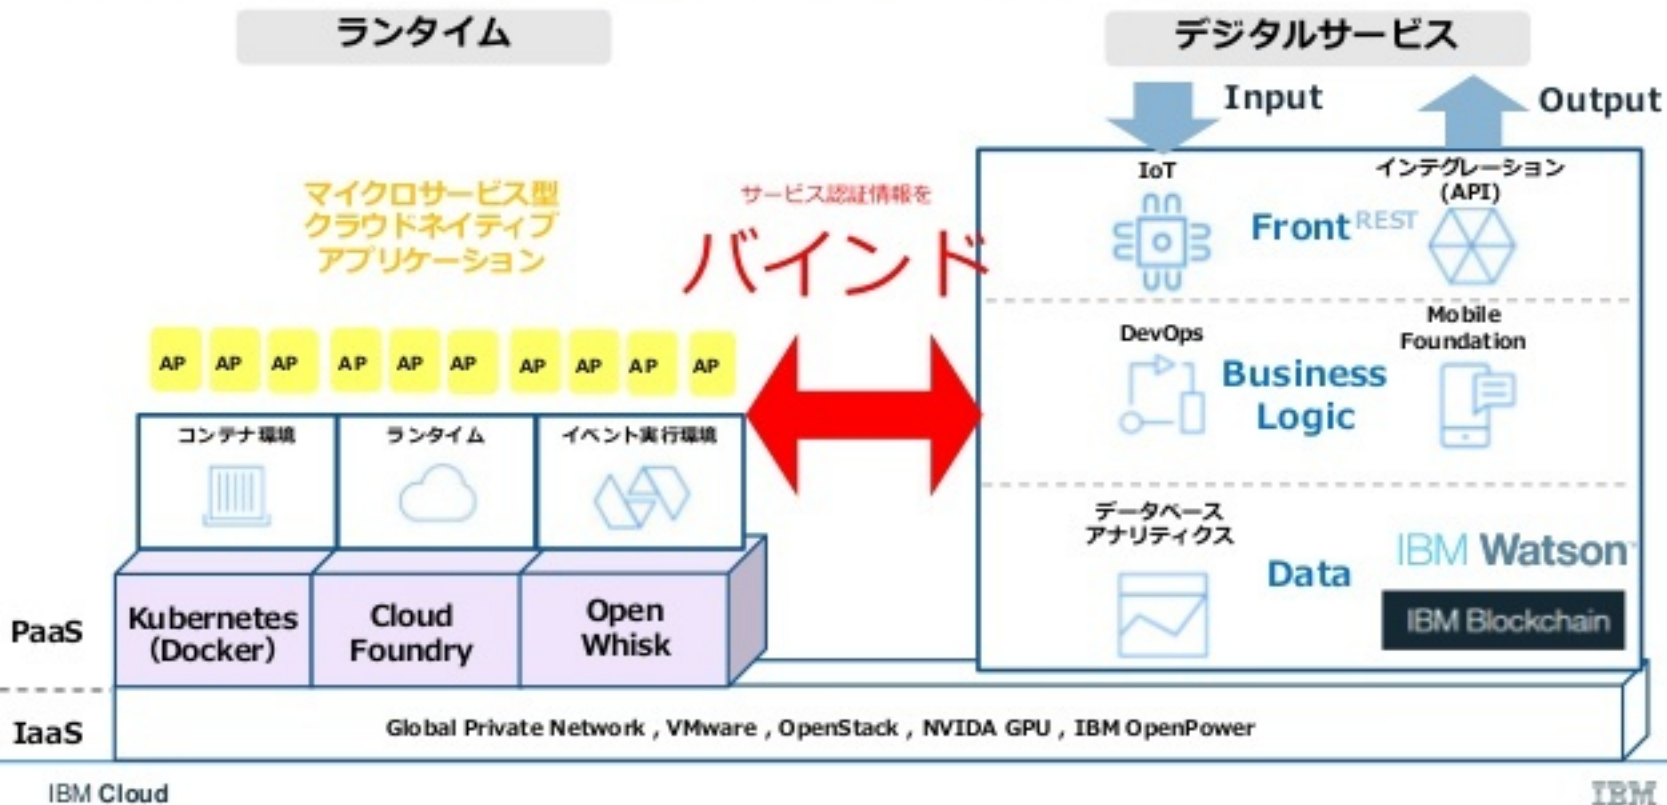 ランタイム
デジタルサービス
Input
Output
マイクロサービス型
クラウドネイティブ
アプリケーション
サービス認証情報を
バインド
IoT
インテグレーション
(API)
Front REST
DevOps
Mobile
Foundation
Business
Logic
データベース
アナリティクス
Data
IBM Watson™
IBM Blockchain
AP AP AP AP AP AP AP AP AP AP
コンテナ環境
ランタイム
イベント実行環境
PaaS
Kubernetes
(Docker)
Cloud
Foundry
Open
Whisk
IaaS
Global Private Network , VMware , OpenStack , NVIDA GPU , IBM OpenPower
IBM Cloud
IBM